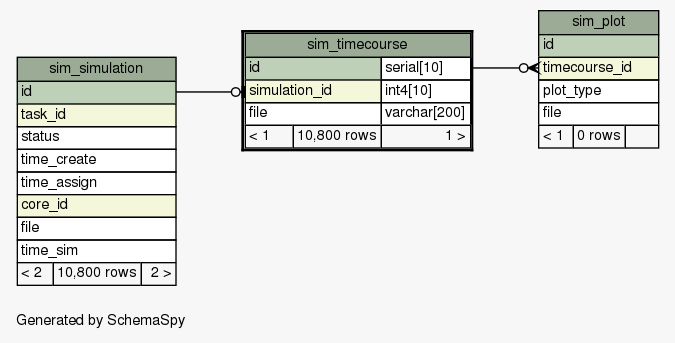 sim_simulation
id
task_id
status
time_create
time_assign
core_id
file
time_sim
< 2 10,800 rows 2 >
sim_timecourse
id serial[10]
simulation_id int4[10]
file varchar[200]
< 1 10,800 rows 1 >
sim_plot
id
timecourse_id
plot_type
file
< 1 0 rows
Generated by SchemaSpy